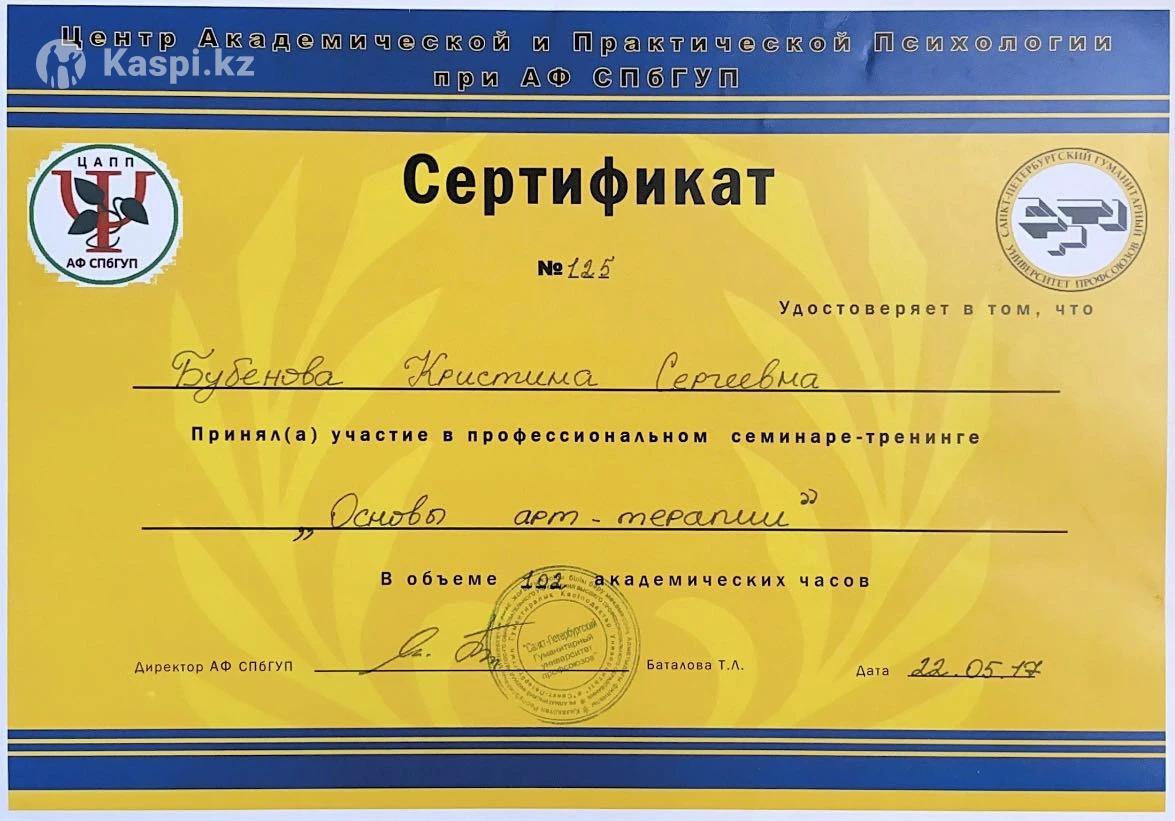 Центр Академической и Практической Психологии
Kaspi.kz
при АФ СПбГУП
ЦАПП
АФ СПбГУП
САНКТ-ПЕТЕРБУРГСКИЙ ГУМАНИТАРНЫЙ УНИВЕРСИТЕТ ПРОФСОЮЗОВ
Сертификат
№125
Удостоверяет в том, что
Бубенова Кристина Сергеевна
Принял(а) участие в профессиональном семинаре-тренинге
„Основы арт-терапии”
В объеме 102 академических часов
"Санкт-Петербургский
Гуманитарный
университет
профсоюзов"
Директор АФ СПбГУП
Баталова Т.Л.
Дата 22.05.17